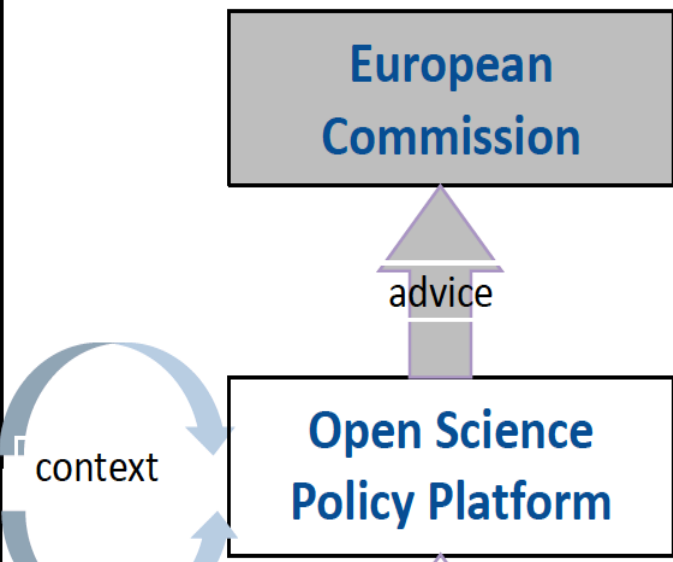 European
Commission
advice
Open Science
Policy Platform
context